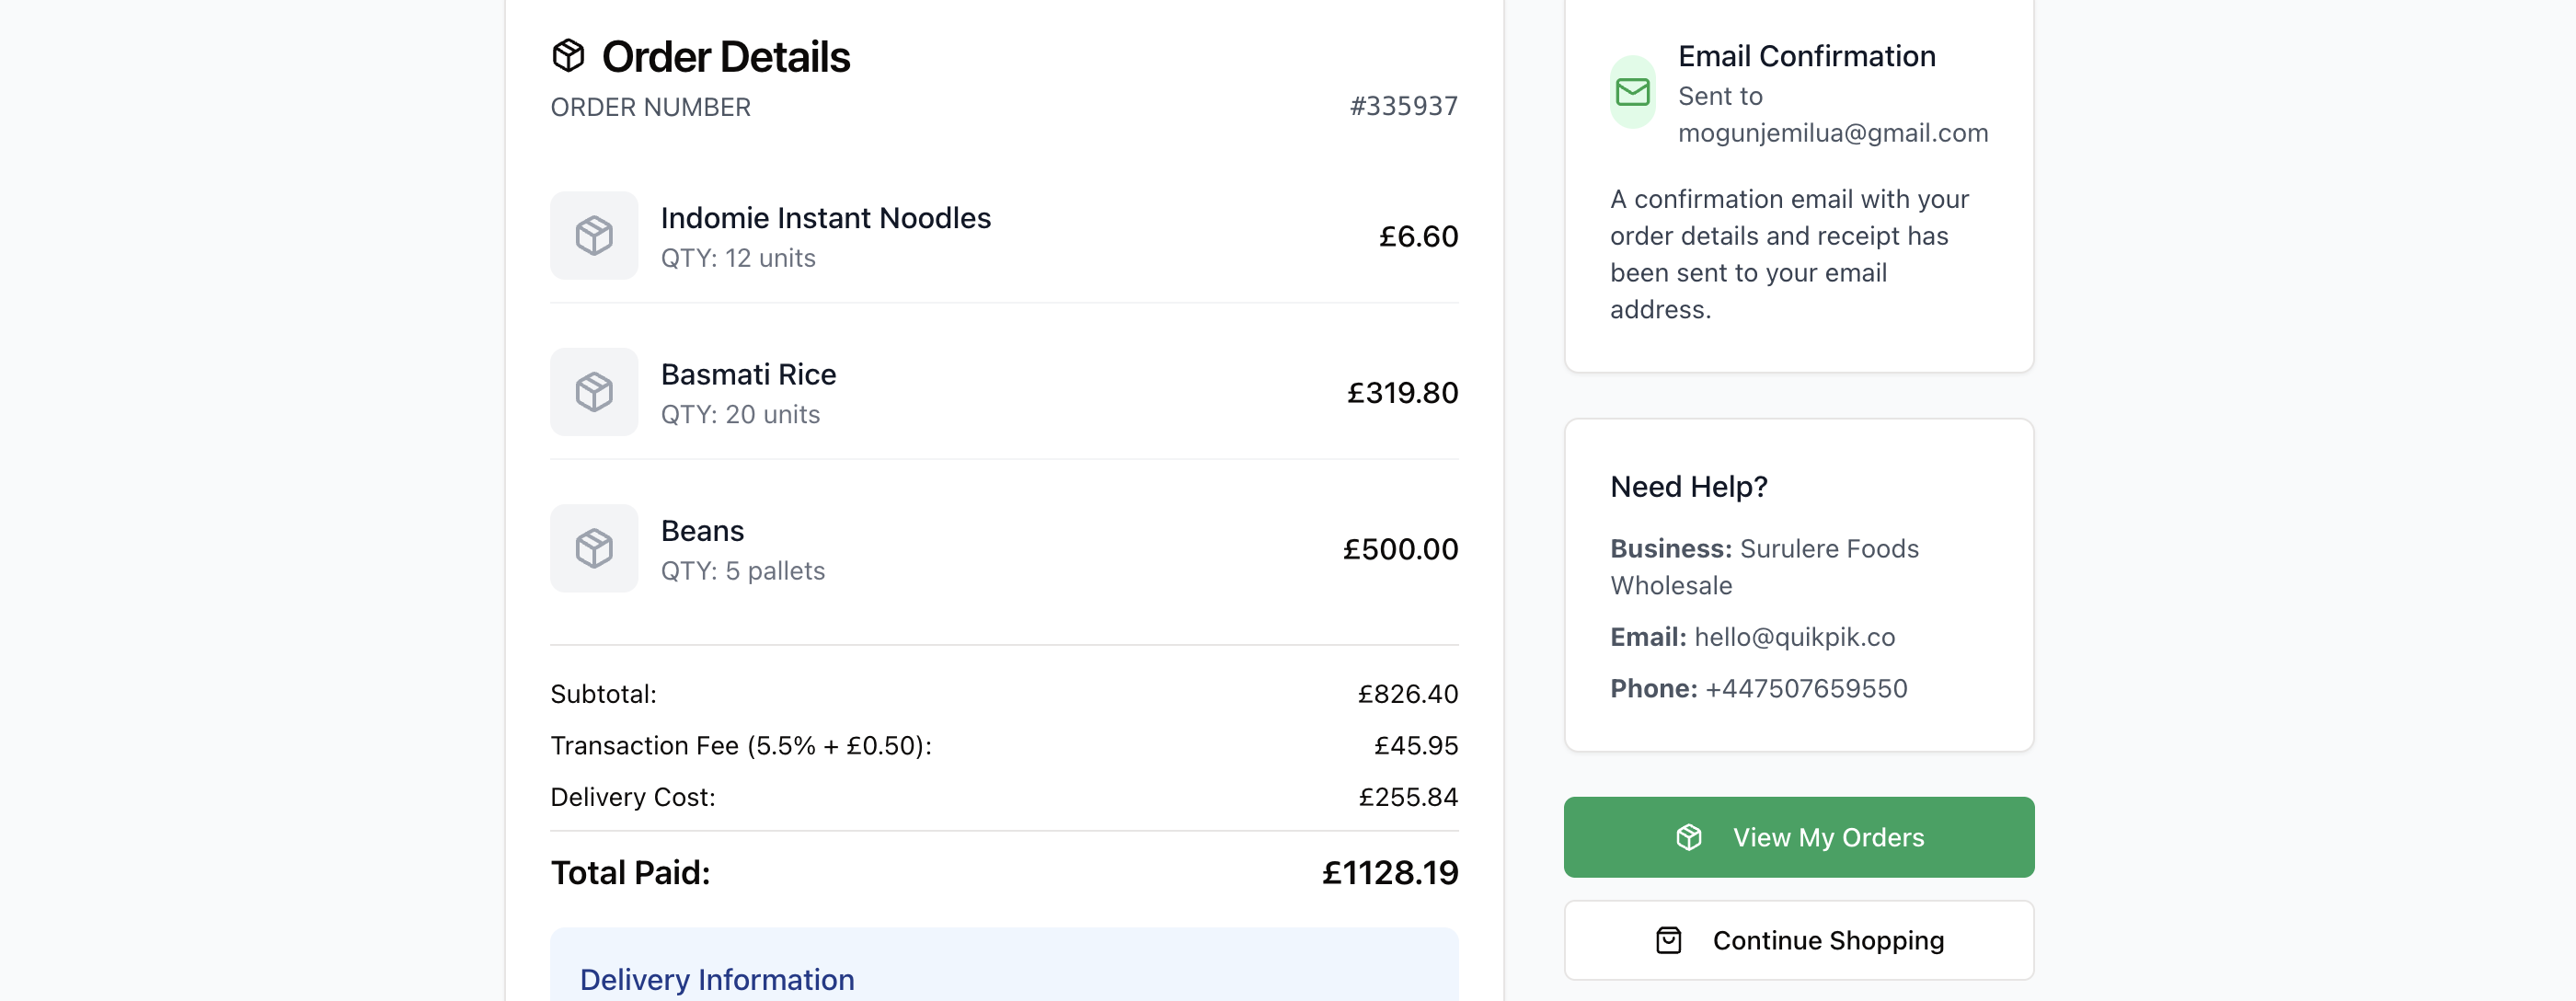 Order Details
ORDER NUMBER #335937
Indomie Instant Noodles
QTY: 12 units
£6.60
Basmati Rice
QTY: 20 units
£319.80
Beans
QTY: 5 pallets
£500.00
Subtotal: £826.40
Transaction Fee (5.5% + £0.50): £45.95
Delivery Cost: £255.84
Total Paid: £1128.19
Delivery Information
Email Confirmation
Sent to
mogunjemilua@gmail.com
A confirmation email with your
order details and receipt has
been sent to your email
address.
Need Help?
Business: Surulere Foods
Wholesale
Email: hello@quikpik.co
Phone: +447507659550
View My Orders
Continue Shopping